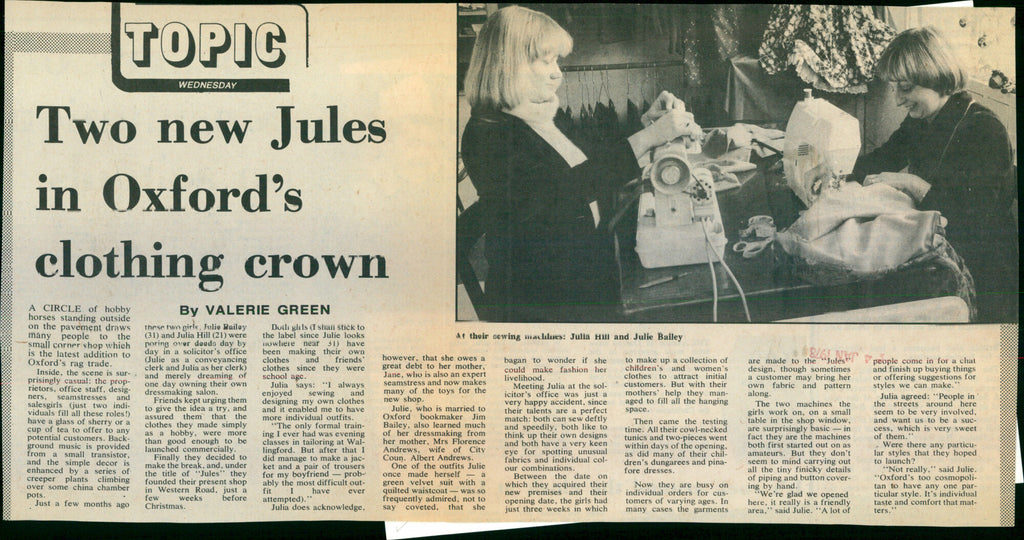 TOPIC
WEDNESDAY
Two new Jules
in Oxford's
clothing crown
By VALERIE GREEN
A CIRCLE of hobby
horses standing outside
on the pavement draws
many people to the
small corner shop which
is the latest addition to
Oxford's rag trade.
Inside, the scene is sur-
prisingly casual: the prop-
rietors, office staff, desig-
ners, seamstresses and
salesgirls (just two indi-
viduals fill all these roles!)
have a glass of sherry or a
cup of tea to offer to any
potential customers. Back-
ground music is provided
from a small transistor,
and the simple decor is
enhanced by a series of
creeper plants climbing
over some china chamber
pots.
Just a few months ago
these two girls, Julie Bailey
(31) and Julia Hill (21) were
poring over deeds day by
day in a solicitor's office
(Julie as a conveyancing
clerk and Julia as her clerk)
and merely dreaming of
one day owning their own
dressmaking salon.
Friends kept urging them
to give the idea a try, and
assured them that the
clothes they made simply
as a hobby, were more
than good enough to be
launched commercially.
Finally they decided to
make the break, and, under
the title of "Jules" they
founded their present shop
in Western Road, just a
few weeks before
Christmas.
Both girls (I shall stick to
the label since Julie looks
nowhere near 31) have
been making their own
clothes and friends'
clothes since they were
school age.
Julia says: "I always
enjoyed sewing and
designing my own clothes
and it enabled me to have
more individual outfits.
"The only formal train-
ing I ever had was evening
classes in tailoring at Wal-
lingford. But after that I
did manage to make a jac-
ket and a pair of trousers
for my boyfriend — prob-
ably the most difficult out-
fit I have ever
attempted)."
Julia does acknowledge,
At their sewing machines: Julia Hill and Julie Bailey
however, that she owes a
great debt to her mother,
Jane, who is also an expert
seamstress and now makes
many of the toys for the
new shop.
Julie, who is married to
Oxford bookmaker Jim
Bailey, also learned much
of her dressmaking from
her mother, Mrs Florence
Andrews, wife of City
Coun. Albert Andrews.
One of the outfits Julie
once made herself — a
green velvet suit with a
quilted waistcoat — was so
frequently admired, not to
say coveted, that she
bagan to wonder if she
could make fashion her
livelihood.
Meeting Julia at the sol-
icitor's office was just a
very happy accident, since
their talents are a perfect
match: both can sew deftly
and speedily, both like to
think up their own designs
and both have a very keen
eye for spotting unusual
fabrics and individual col-
our combinations.
Between the date on
which they acquired their
new premises and their
opening date, the girls had
just three weeks in which
to make up a collection of
children's and women's
clothes to attract initial
customers. But with their
mothers' help they man-
aged to fill all the hanging
space.
Then came the testing
time. All their cowl-necked
tunics and two-pieces went
within days of the opening,
as did many of their chil-
dren's dungarees and pina-
fore dresses.
Now they are busy on
individual orders for cus-
tomers of varying ages. In
many cases the garments
are made to the "Jules"
design, though sometimes
a customer may bring her
own fabric and pattern
along.
The two machines the
girls work on, on a small
table in the shop window,
are surprisingly basic — in
fact they are the machines
both first started out on as
amateurs. But they don't
seem to mind carrying out
all the tiny finicky details
of piping and button cover-
ing by hand.
"We're glad we opened
here, it really is a friendly
area," said Julie. "A lot of
people come in for a chat
and finish up buying things
or offering suggestions for
styles we can make."
Julia agreed: "People in
the streets around here
seem to be very involved,
and want us to be a suc-
cess, which is very sweet
of them."
Were there any particu-
lar styles that they hoped
to launch?
"Not really," said Julie.
"Oxford's too cosmopoli-
tan to have any one par-
ticular style. It's individual
taste and comfort that mat-
ters."